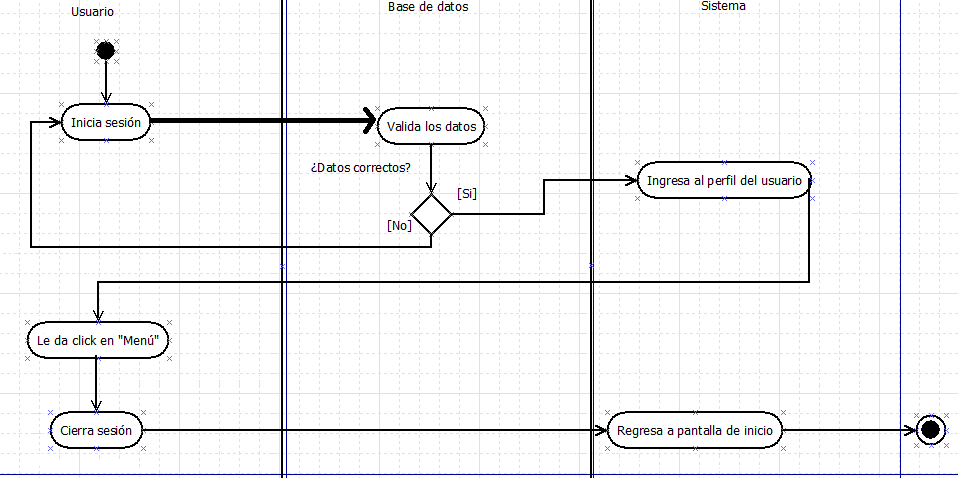 Usuario
Base de datos
Sistema
Inicia sesión
Valida los datos
¿Datos correctos?
[Si]
[No]
Ingresa al perfil del usuario
Le da click en "Menú"
Cierra sesión
Regresa a pantalla de inicio